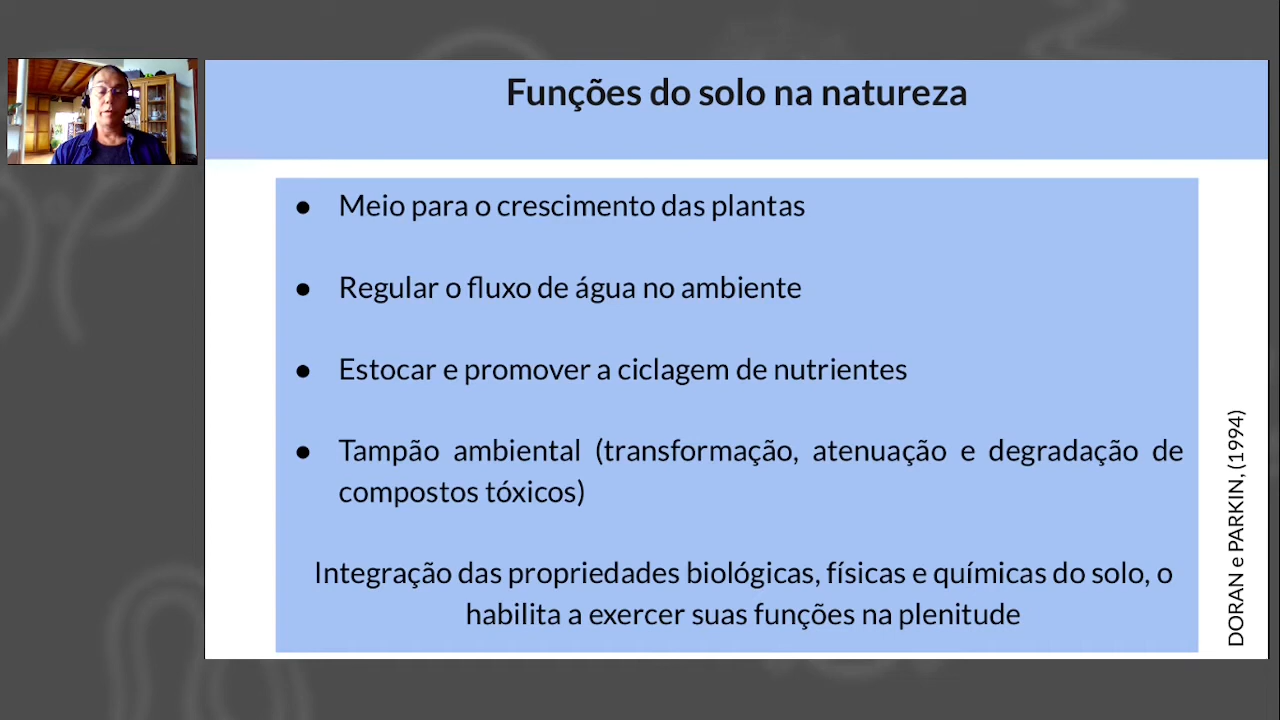 Funções do solo na natureza
● Meio para o crescimento das plantas
● Regular o fluxo de água no ambiente
● Estocar e promover a ciclagem de nutrientes
● Tampão ambiental (transformação, atenuação e degradação de
compostos tóxicos)
Integração das propriedades biológicas, físicas e químicas do solo, o
habilita a exercer suas funções na plenitude
DORAN e PARKIN, (1994)